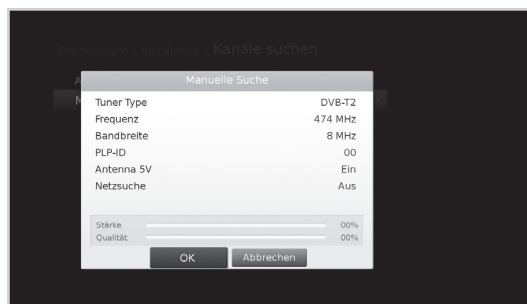 Einstellungen • Installation • Kanäle suchen
A
M
Manuelle Suche
Tuner Type DVB-T2
Frequenz 474 MHz
Bandbreite 8 MHz
PLP-ID 00
Antenna 5V Ein
Netzsuche Aus
Stärke 00%
Qualität 00%
OK Abbrechen